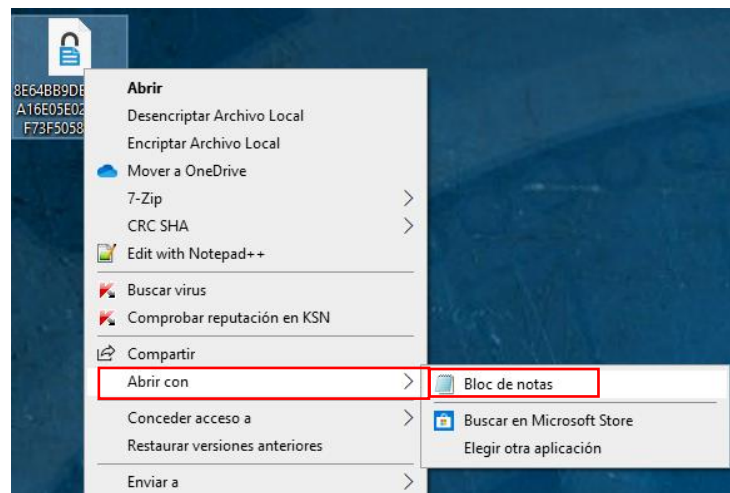 8E64BB9DE
A16E05E02
F73F5058
Abrir
Desencriptar Archivo Local
Encriptar Archivo Local
Mover a OneDrive
7-Zip
CRC SHA
Edit with Notepad++
Buscar virus
Comprobar reputación en KSN
Compartir
Abrir con
Bloc de notas
Conceder acceso a
Buscar en Microsoft Store
Restaurar versiones anteriores
Elegir otra aplicación
Enviar a